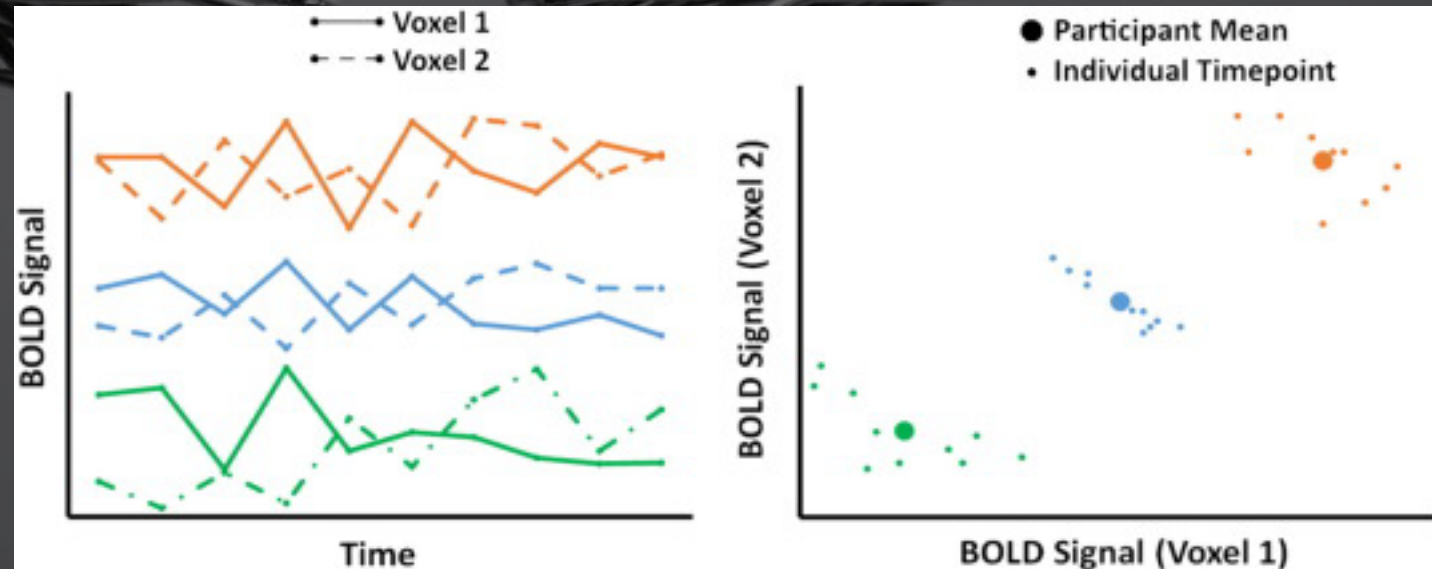 Voxel 1
Voxel 2
BOLD Signal
Time
Participant Mean
Individual Timepoint
BOLD Signal (Voxel 2)
BOLD Signal (Voxel 1)